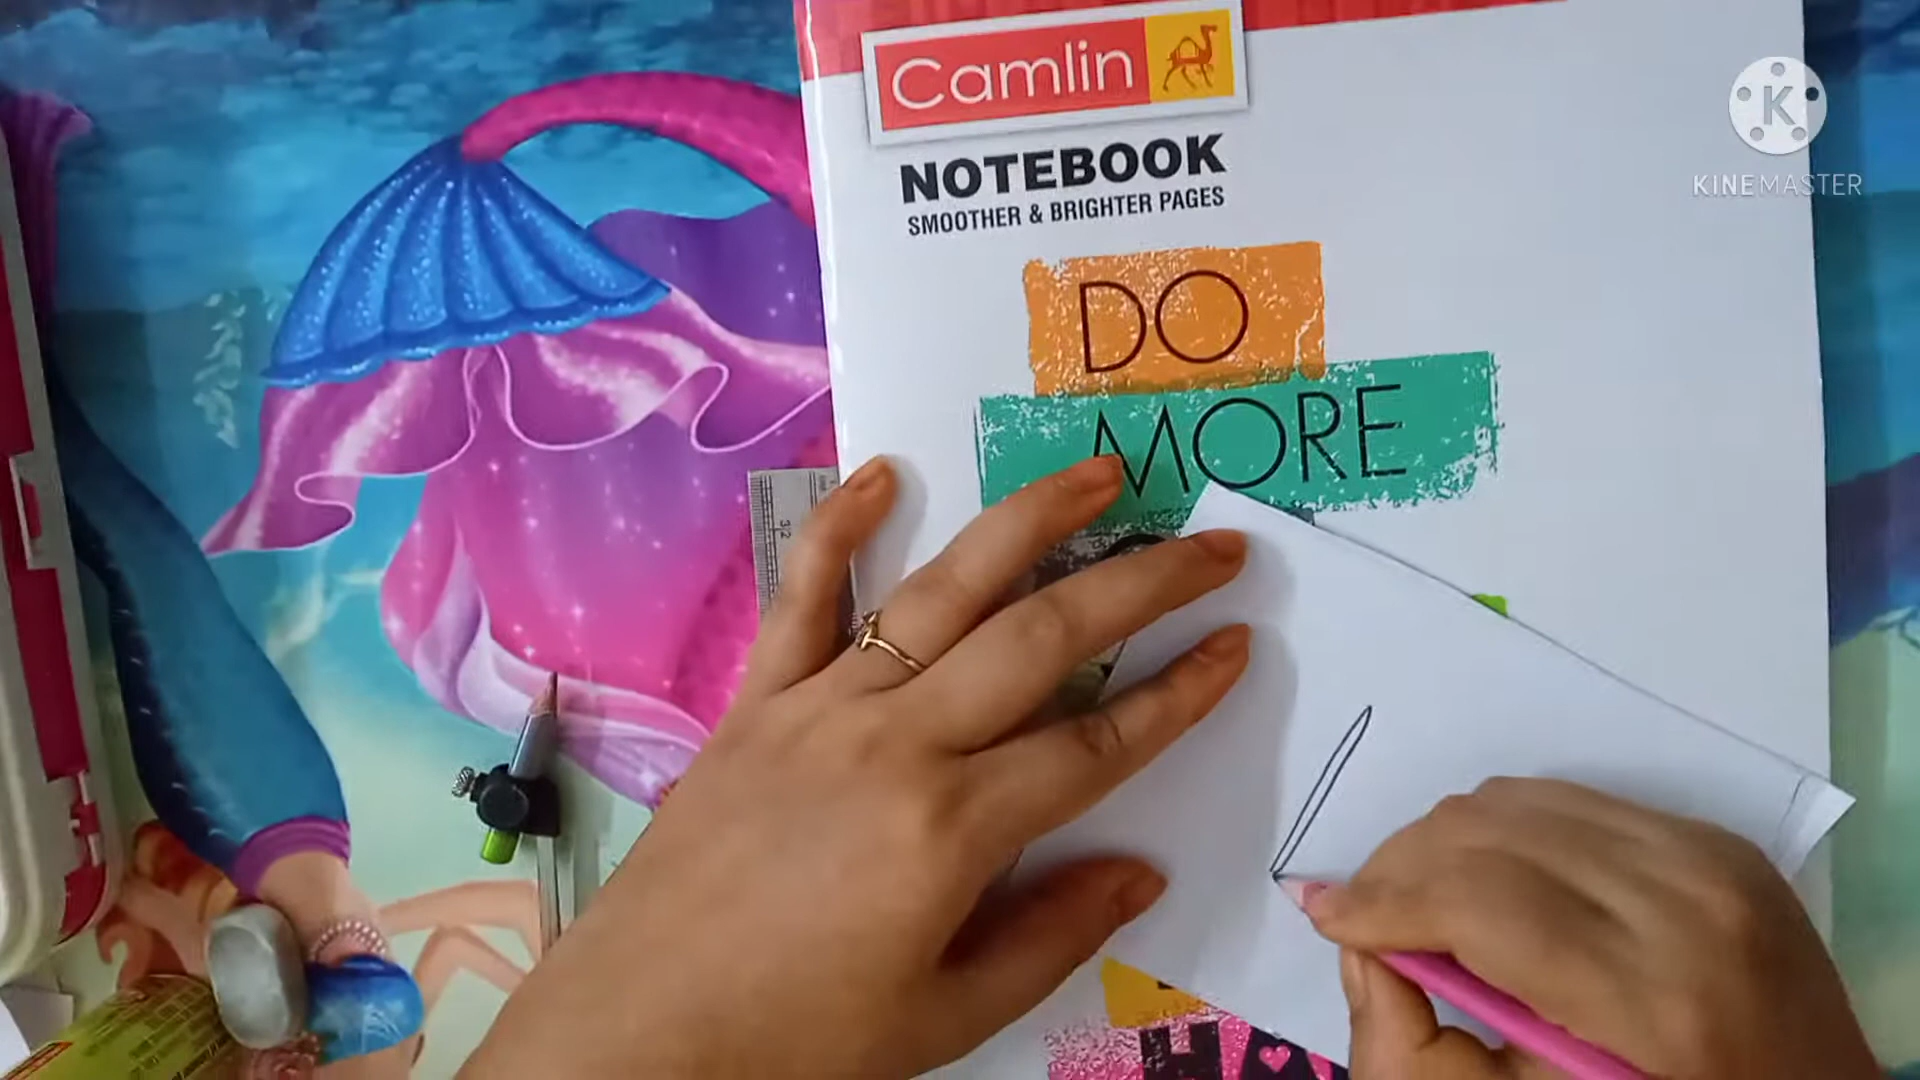 Camlin
NOTEBOOK
SMOOTHER & BRIGHTER PAGES
DO
MORE
KINEMASTER